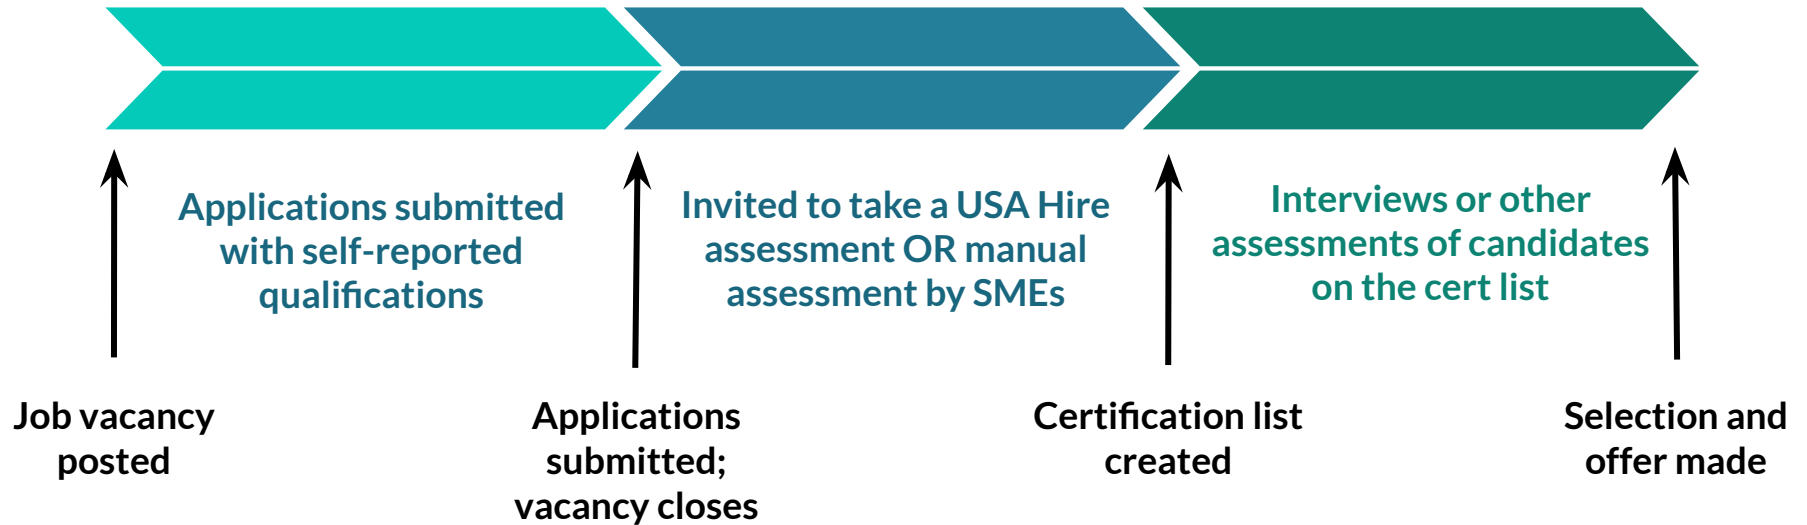 Applications submitted
with self-reported
qualifications
Invited to take a USA Hire
assessment OR manual
assessment by SMEs
Interviews or other
assessments of candidates
on the cert list
Job vacancy
posted
Applications
submitted;
vacancy closes
Certification list
created
Selection and
offer made